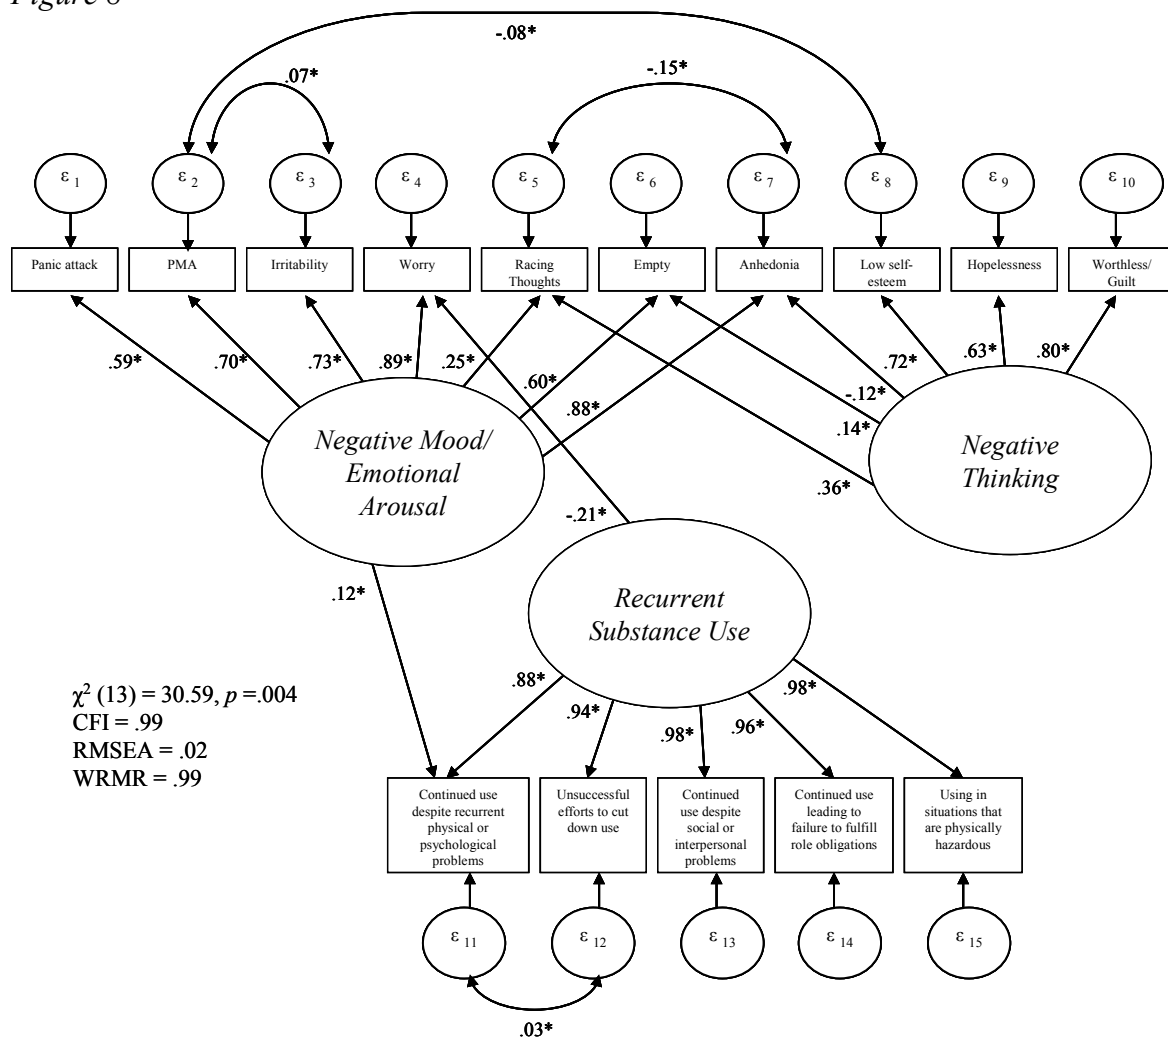 Figure 8
-.08*
.07*
-.15*
ε 1
ε 2
ε 3
ε 4
ε 5
ε 6
ε 7
ε 8
ε 9
ε 10
Panic attack
PMA
Irritability
Worry
Racing
Thoughts
Empty
Anhedonia
Low self-
esteem
Hopelessness
Worthless/
Guilt
.59*
.70*
.73*
.89*
.25*
.60*
.88*
.72*
.63*
.80*
-.12*
.14*
.36*
Negative Mood/
Emotional
Arousal
Negative
Thinking
-.21*
.12*
Recurrent
Substance Use
χ² (13) = 30.59, p =.004
CFI = .99
RMSEA = .02
WRMR = .99
.88*
.94*
.98*
.96*
.98*
Continued use
despite recurrent
physical or
psychological
problems
Unsuccessful
efforts to cut
down use
Continued
use despite
social or
interpersonal
problems
Continued use
leading to
failure to fulfill
role obligations
Using in
situations that
are physically
hazardous
ε 11
ε 12
ε 13
ε 14
ε 15
.03*